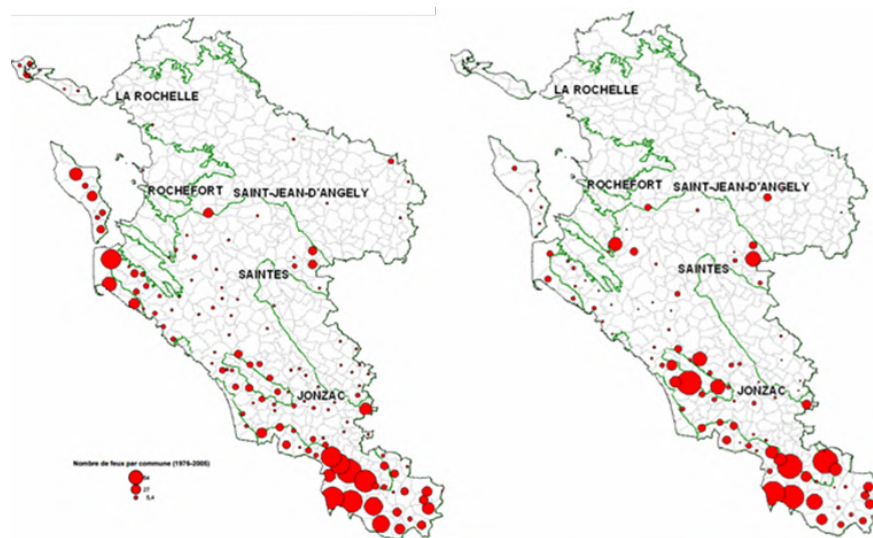 LA ROCHELLE
ROCHEFORT
SAINT-JEAN-D'ANGELY
SAINTES
JONZAC
Nombre de feux par commune (1976-2005)
54
27
5,4
LA ROCHELLE
ROCHEFORT
SAINT-JEAN-D'ANGELY
SAINTES
JONZAC